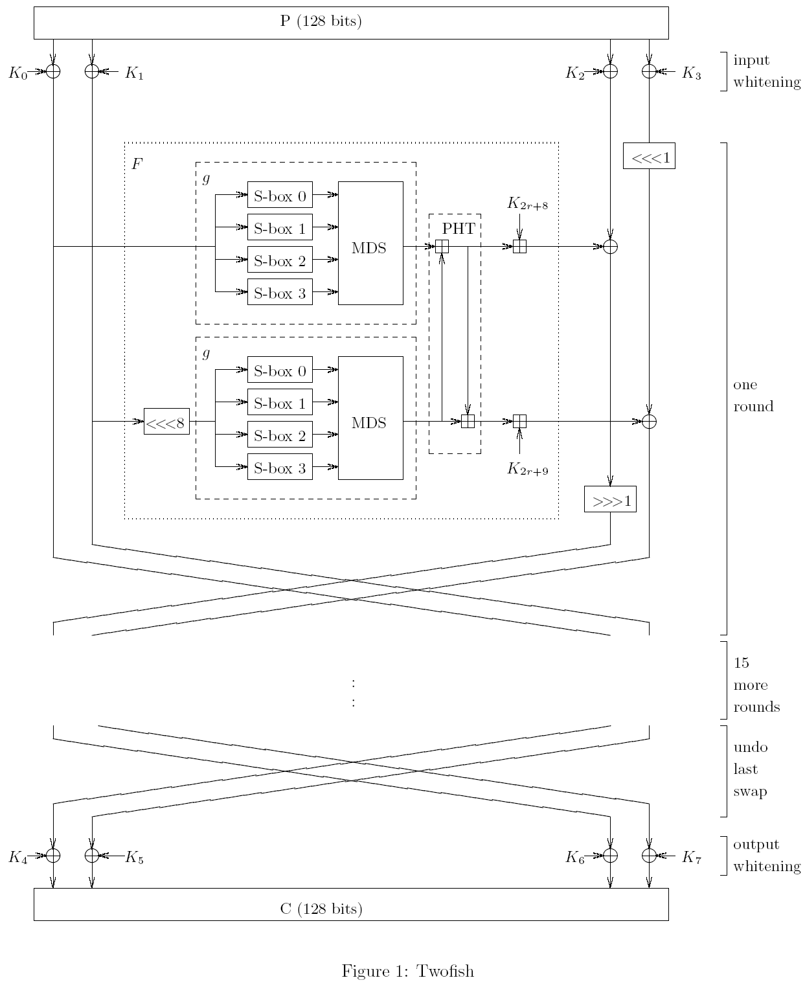 P (128 bits)
K0 K1 K2 K3
input
whitening
<<<1
F
g
S-box 0
S-box 1
S-box 2
S-box 3
MDS
PHT
K2r+8
g
<<<8
S-box 0
S-box 1
S-box 2
S-box 3
MDS
K2r+9
>>>1
one
round
:
:
15
more
rounds
undo
last
swap
K4 K5 K6 K7
output
whitening
C (128 bits)
Figure 1: Twofish